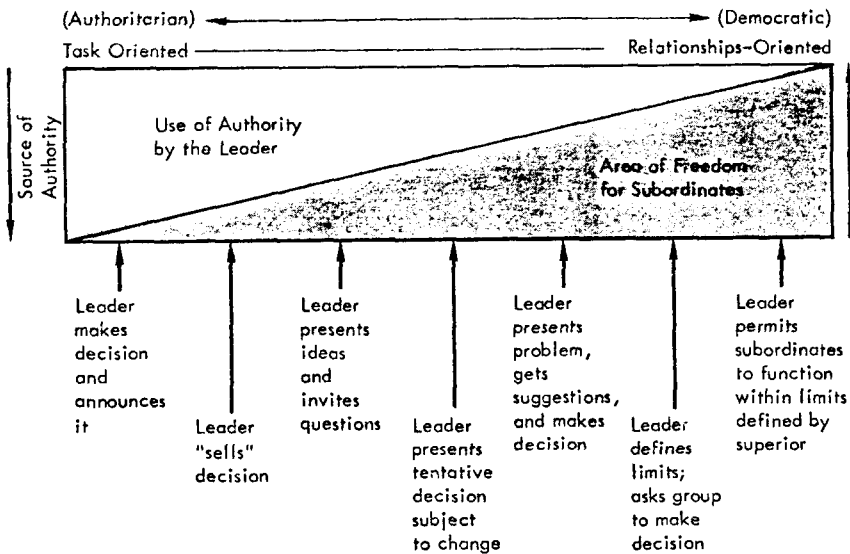 (Authoritarian) (Democratic)
Task Oriented Relationships-Oriented
Source of
Authority
Use of Authority
by the Leader
Area of Freedom
for Subordinates
Leader
makes
decision
and
announces
it
Leader
"sells"
decision
Leader
presents
ideas
and
invites
questions
Leader
presents
tentative
decision
subject
to change
Leader
presents
problem,
gets
suggestions,
and makes
decision
Leader
defines
limits;
asks group
to make
decision
Leader
permits
subordinates
to function
within limits
defined by
superior